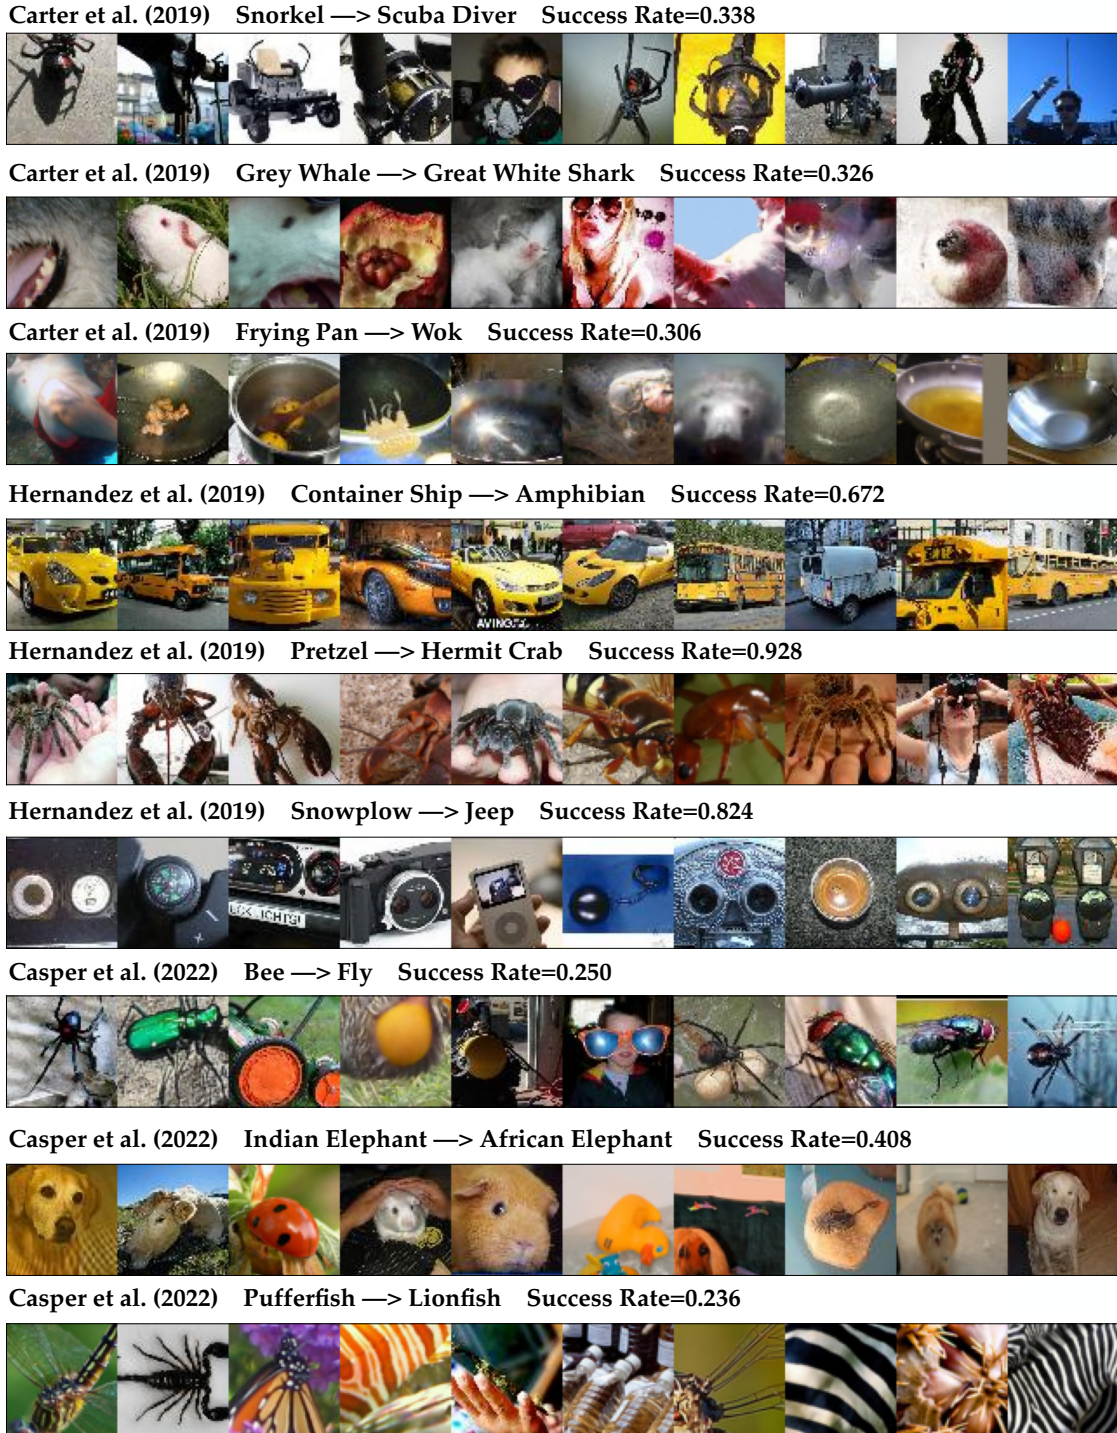 Carter et al. (2019) Snorkel —> Scuba Diver Success Rate=0.338
Carter et al. (2019) Grey Whale —> Great White Shark Success Rate=0.326
Carter et al. (2019) Frying Pan —> Wok Success Rate=0.306
Hernandez et al. (2019) Container Ship —> Amphibian Success Rate=0.672
Hernandez et al. (2019) Pretzel —> Hermit Crab Success Rate=0.928
Hernandez et al. (2019) Snowplow —> Jeep Success Rate=0.824
Casper et al. (2022) Bee —> Fly Success Rate=0.250
Casper et al. (2022) Indian Elephant —> African Elephant Success Rate=0.408
Casper et al. (2022) Pufferfish —> Lionfish Success Rate=0.236